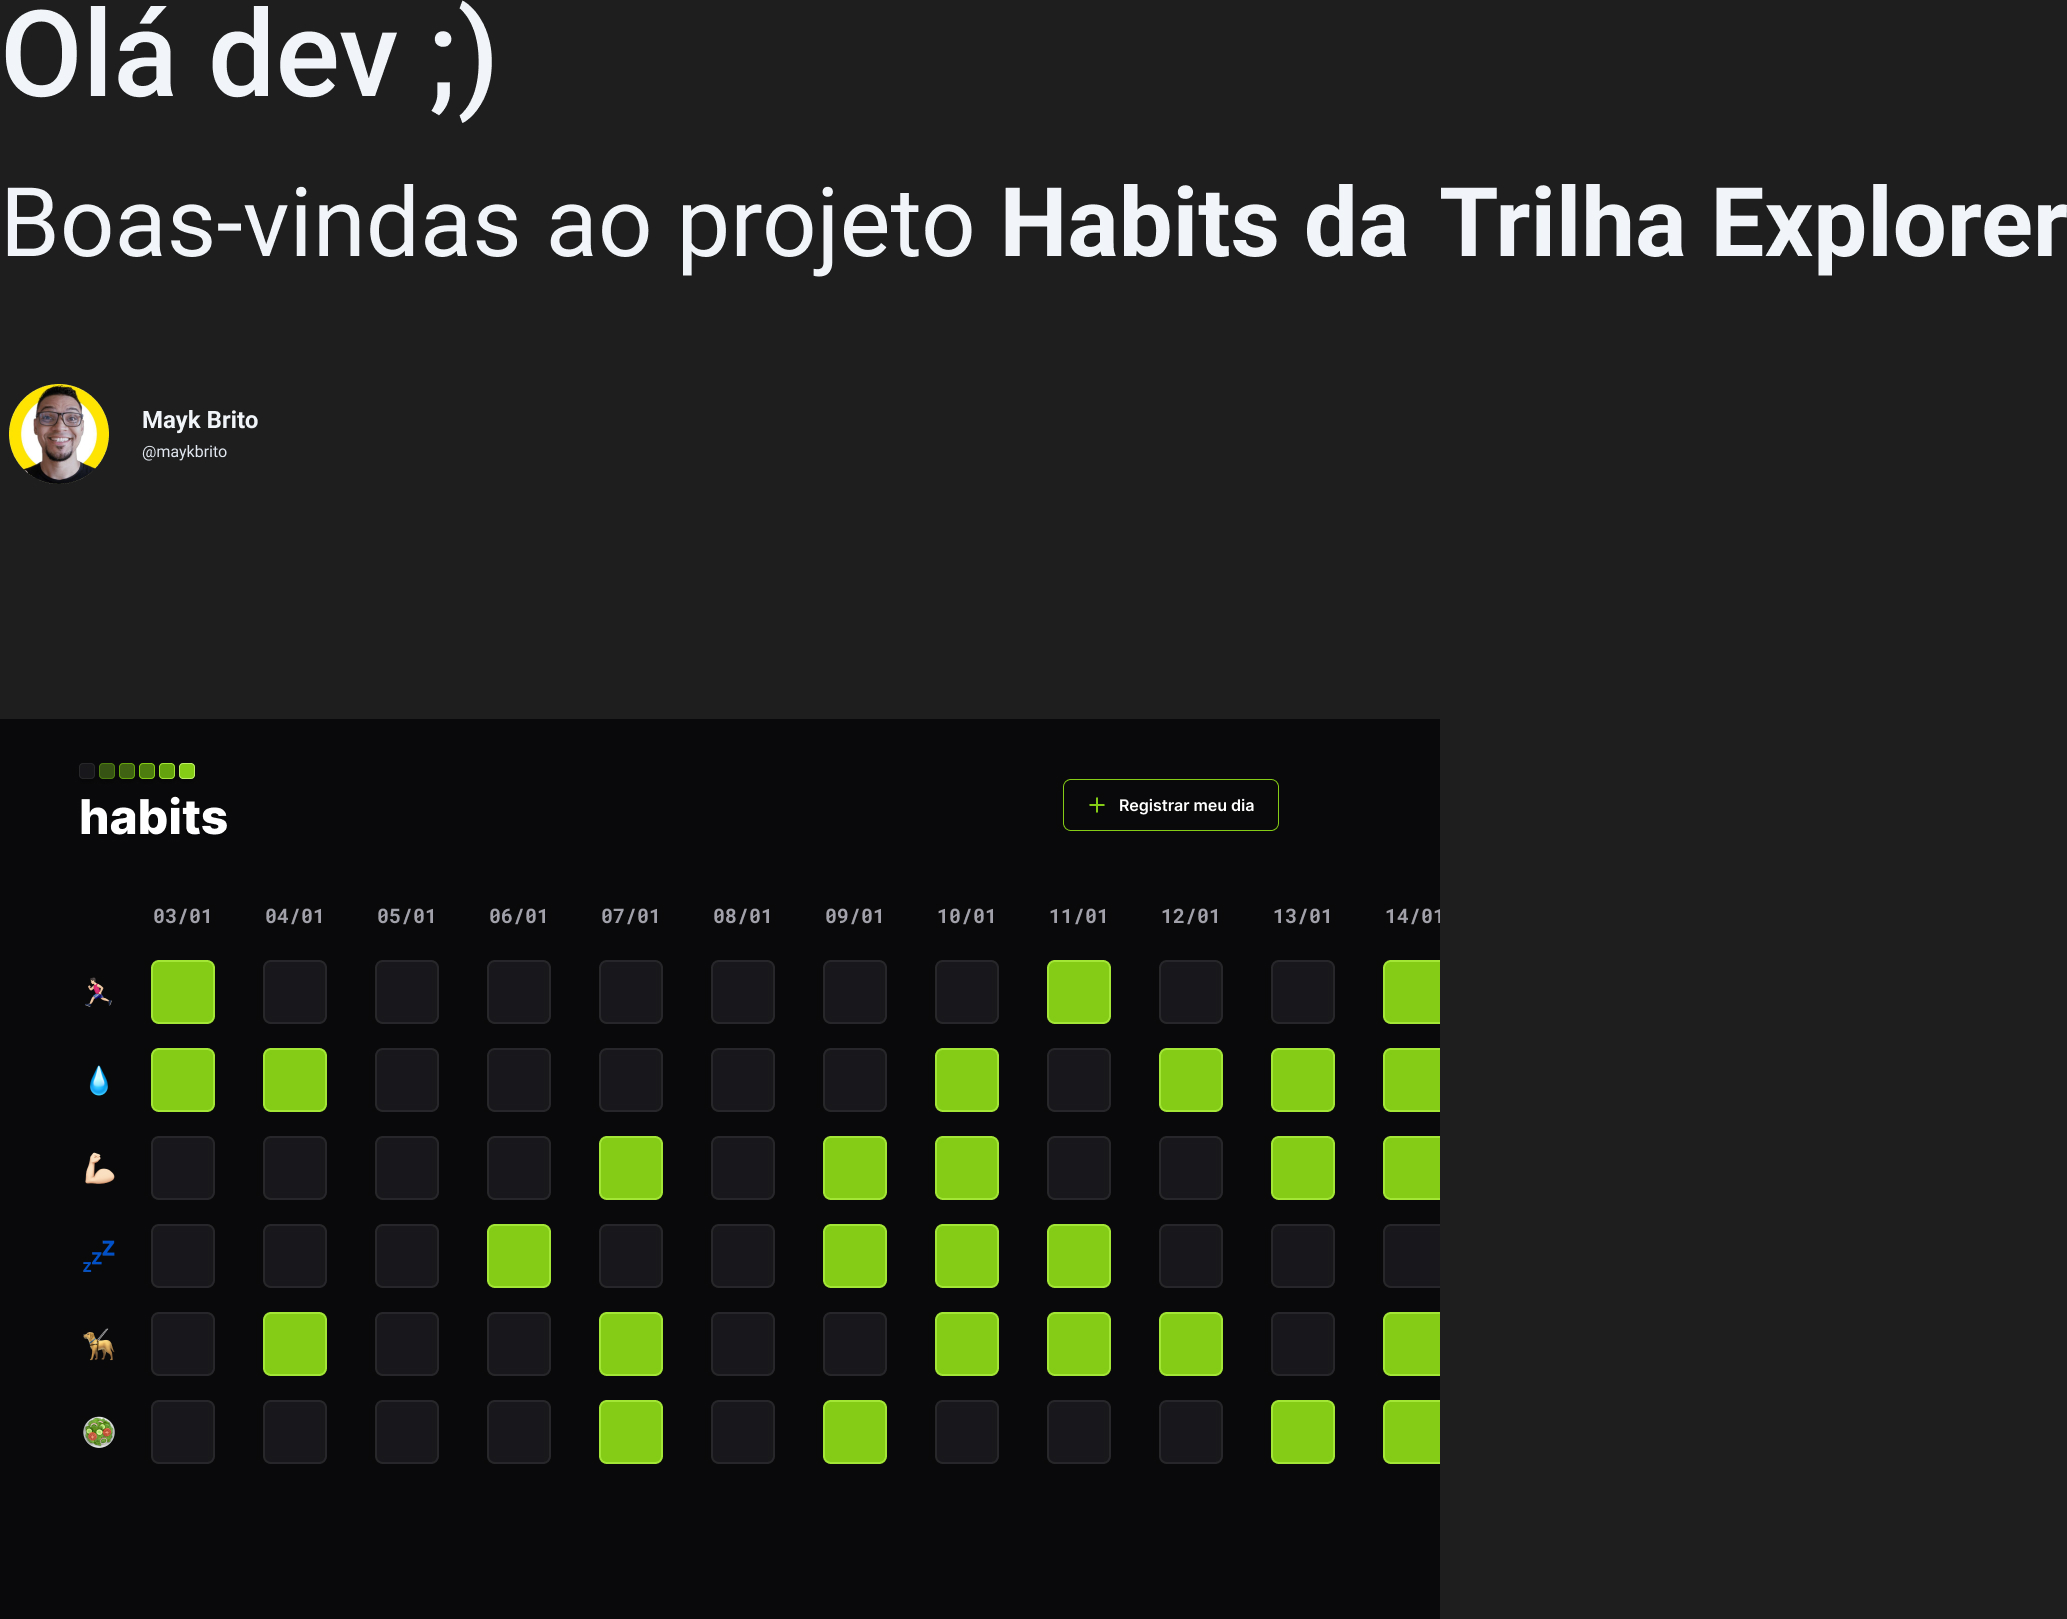 Olá dev ;)
Boas-vindas ao projeto Habits da Trilha Explorer
Mayk Brito
@maykbrito
habits
Registrar meu dia
03/01 04/01 05/01 06/01 07/01 08/01 09/01 10/01 11/01 12/01 13/01 14/01